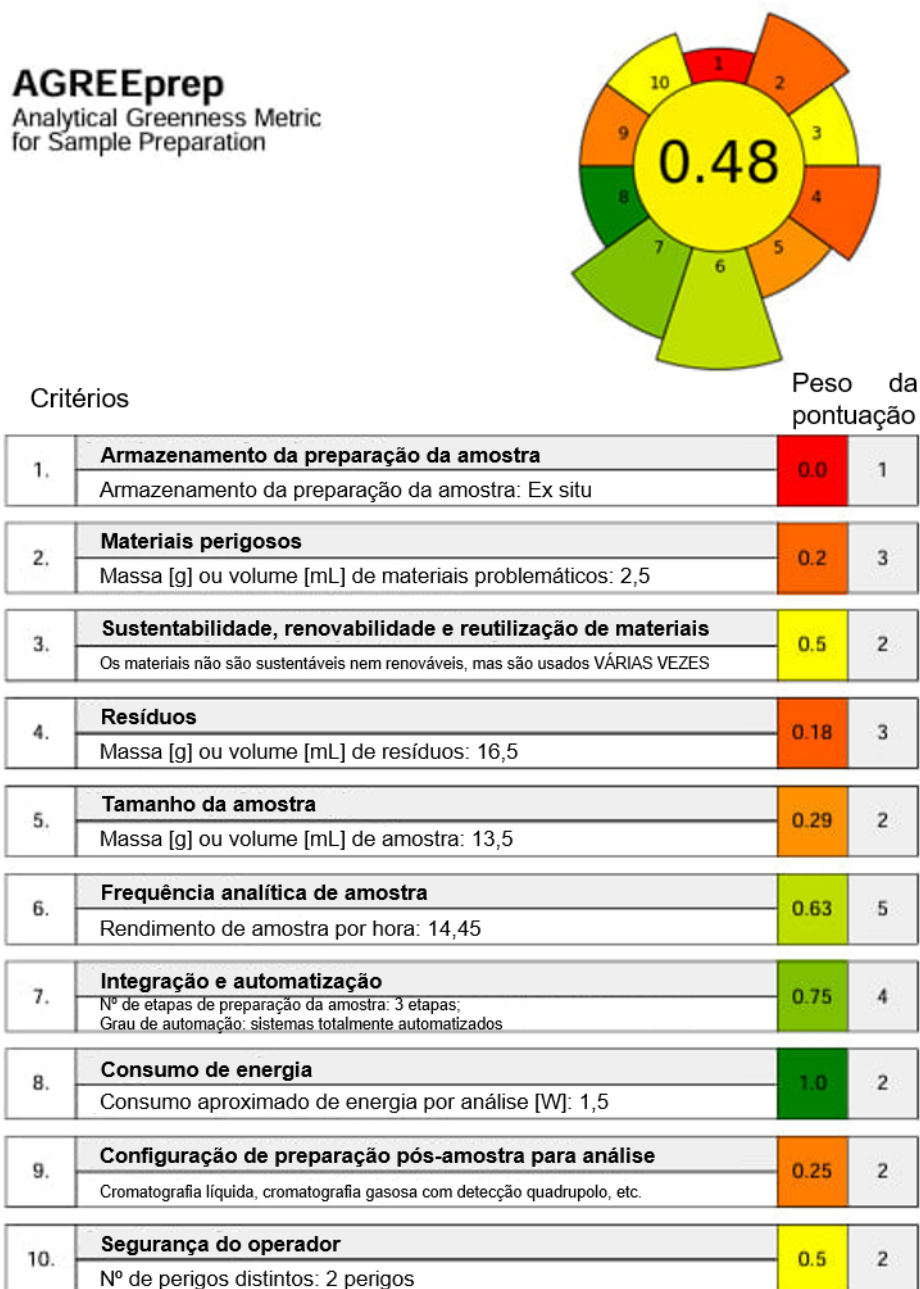 AGREEprep
Analytical Greenness Metric
for Sample Preparation
1
2
3
4
5
6
7
8
9
10
0.48
Critérios
Peso da
pontuação
1.
Armazenamento da preparação da amostra
Armazenamento da preparação da amostra: Ex situ
0.0
1
2.
Materiais perigosos
Massa [g] ou volume [mL] de materiais problemáticos: 2,5
0.2
3
3.
Sustentabilidade, renovabilidade e reutilização de materiais
Os materiais não são sustentáveis nem renováveis, mas são usados VÁRIAS VEZES
0.5
2
4.
Resíduos
Massa [g] ou volume [mL] de resíduos: 16,5
0.18
3
5.
Tamanho da amostra
Massa [g] ou volume [mL] de amostra: 13,5
0.29
2
6.
Frequência analítica de amostra
Rendimento de amostra por hora: 14,45
0.63
5
7.
Integração e automatização
Nº de etapas de preparação da amostra: 3 etapas;
Grau de automação: sistemas totalmente automatizados
0.75
4
8.
Consumo de energia
Consumo aproximado de energia por análise [W]: 1,5
1.0
2
9.
Configuração de preparação pós-amostra para análise
Cromatografia líquida, cromatografia gasosa com detecção quadrupolo, etc.
0.25
2
10.
Segurança do operador
Nº de perigos distintos: 2 perigos
0.5
2